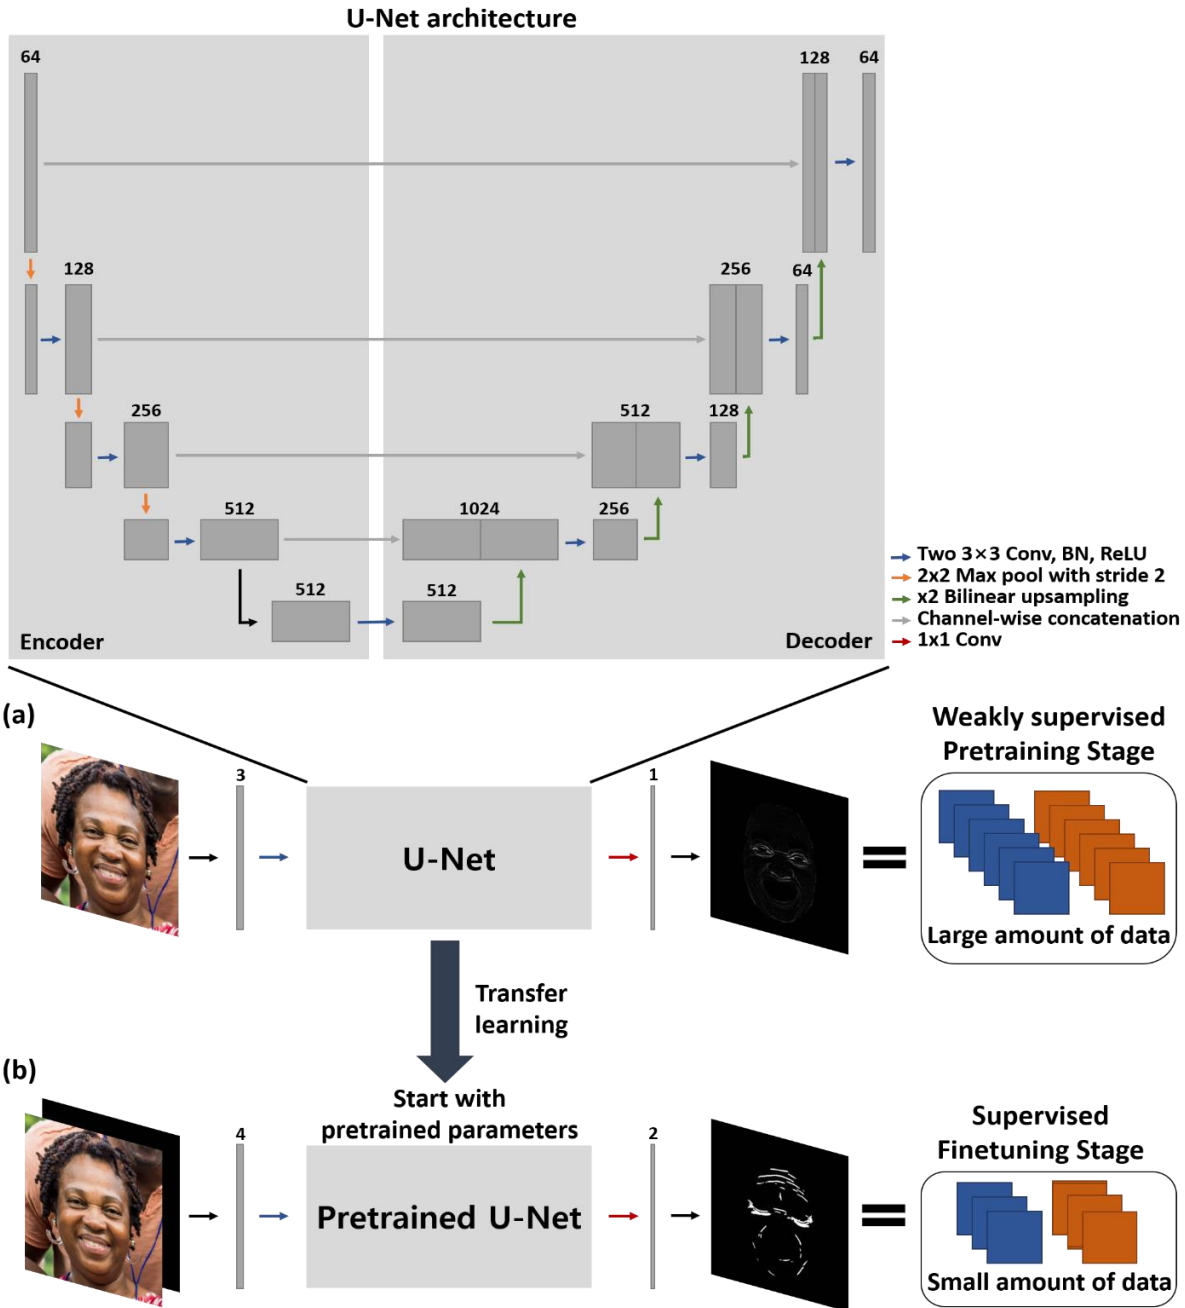 U-Net architecture
64
128
64
128
256
64
256
512
128
512
1024
256
512
512
Encoder
Decoder
Two 3×3 Conv, BN, ReLU
2x2 Max pool with stride 2
x2 Bilinear upsampling
Channel-wise concatenation
1x1 Conv
(a)
3
U-Net
1
Weakly supervised
Pretraining Stage
=
Large amount of data
Transfer
learning
(b)
Start with
pretrained parameters
4
Pretrained U-Net
2
Supervised
Finetuning Stage
=
Small amount of data